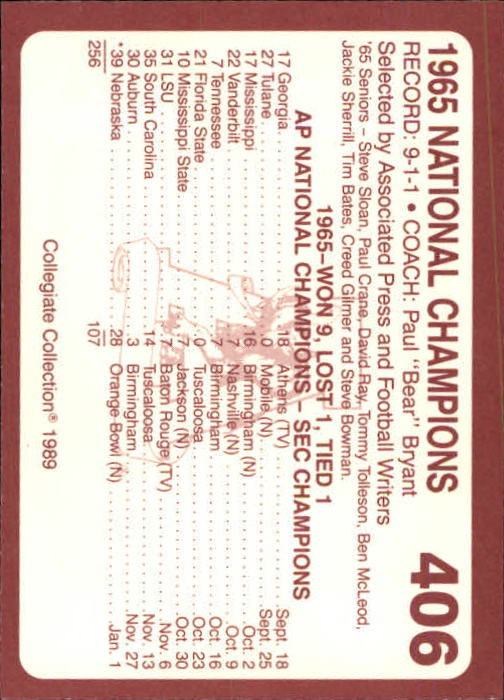 1965 NATIONAL CHAMPIONS 406
RECORD: 9-1-1 • COACH: Paul "Bear" Bryant
Selected by Associated Press and Football Writers
'65 Seniors – Steve Sloan, Paul Crane, David Ray, Tommy Tolleson, Ben McLeod,
Jackie Sherrill, Tim Bates, Creed Gilmer and Steve Bowman.
1965–WON 9, LOST 1, TIED 1
AP NATIONAL CHAMPIONS – SEC CHAMPIONS
17 Georgia 18 Athens (TV) Sept. 18
27 Tulane 0 Mobile (N) Sept. 25
17 Mississippi 16 Birmingham (N) Oct. 2
22 Vanderbilt 7 Nashville (N) Oct. 9
7 Tennessee 7 Birmingham Oct. 16
21 Florida State 0 Tuscaloosa Oct. 23
10 Mississippi State 7 Jackson (N) Oct. 30
31 LSU 7 Baton Rouge (TV) Nov. 6
35 South Carolina 14 Tuscaloosa Nov. 13
30 Auburn 3 Birmingham Nov. 27
*39 Nebraska 28 Orange Bowl (N) Jan. 1
256 107
Collegiate Collection® 1989